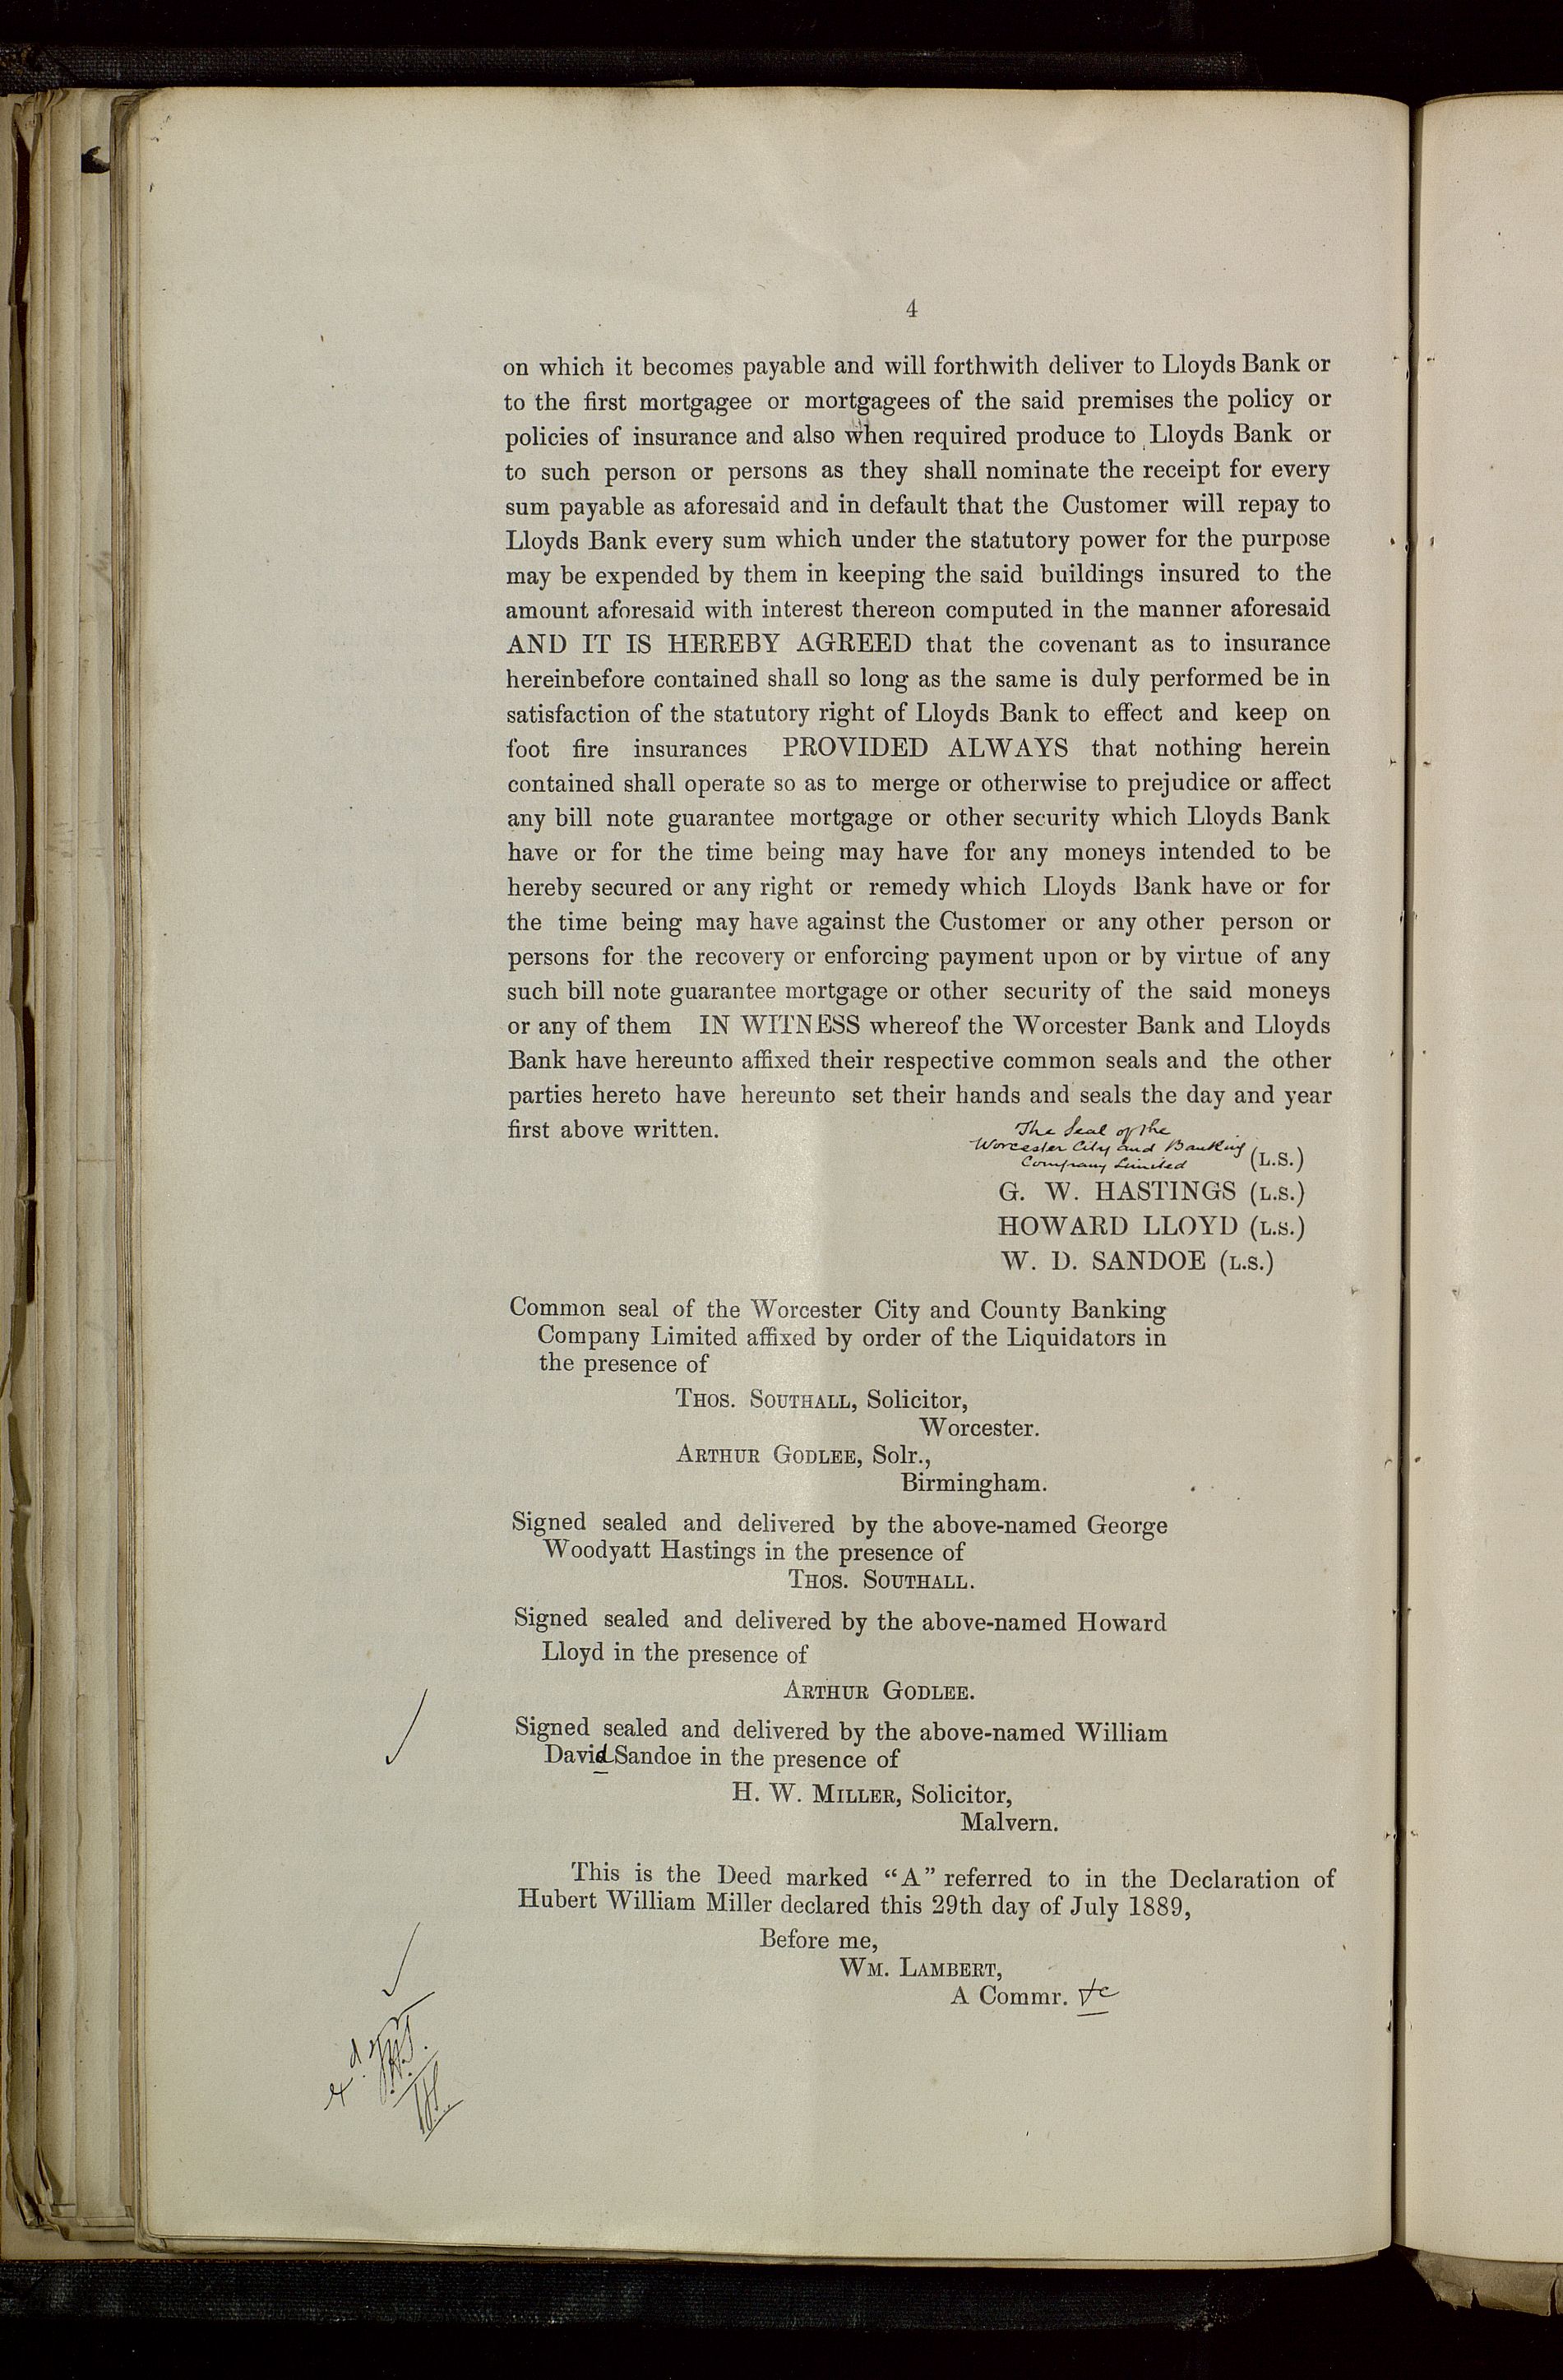 4
on which it becomes payable and will forthwith deliver to Lloyds Bank or
to the first mortgagee or mortgagees of the said premises the policy or
policies of insurance and also when required produce to Lloyds Bank or
to such person or persons as they shall nominate the receipt for every
sum payable as aforesaid and in default that the Customer will repay to
Lloyds Bank every sum which under the statutory power for the purpose
may be expended by them in keeping the said buildings insured to the
amount aforesaid with interest thereon computed in the manner aforesaid
AND IT IS HEREBY AGREED that the covenant as to insurance
hereinbefore contained shall so long as the same is duly performed be in
satisfaction of the statutory right of Lloyds Bank to effect and keep on
foot fire insurances PROVIDED ALWAYS that nothing herein
contained shall operate so as to merge or otherwise to prejudice or affect
any bill note guarantee mortgage or other security which Lloyds Bank
have or for the time being may have for any moneys intended to be
hereby secured or any right or remedy which Lloyds Bank have or for
the time being may have against the Customer or any other person or
persons for the recovery or enforcing payment upon or by virtue of any
such bill note guarantee mortgage or other security of the said moneys
or any of them IN WITNESS whereof the Worcester Bank and Lloyds
Bank have hereunto affixed their respective common seals and the other
parties hereto have hereunto set their hands and seals the day and year
first above written.
The Seal of the
Worcester City and Banking
Company Limited (L.S.)
G. W. HASTINGS (L.S.)
HOWARD LLOYD (L.S.)
W. D. SANDOE (L.S.)
Common seal of the Worcester City and County Banking
Company Limited affixed by order of the Liquidators in
the presence of
THOS. SOUTHALL, Solicitor,
Worcester.
ARTHUR GODLEE, Solr.,
Birmingham.
Signed sealed and delivered by the above-named George
Woodyatt Hastings in the presence of
THOS. SOUTHALL.
Signed sealed and delivered by the above-named Howard
Lloyd in the presence of
ARTHUR GODLEE.
Signed sealed and delivered by the above-named William
David Sandoe in the presence of
H. W. MILLER, Solicitor,
Malvern.
This is the Deed marked “A” referred to in the Declaration of
Hubert William Miller declared this 29th day of July 1889,
Before me,
WM. LAMBERT,
A Commr. &c